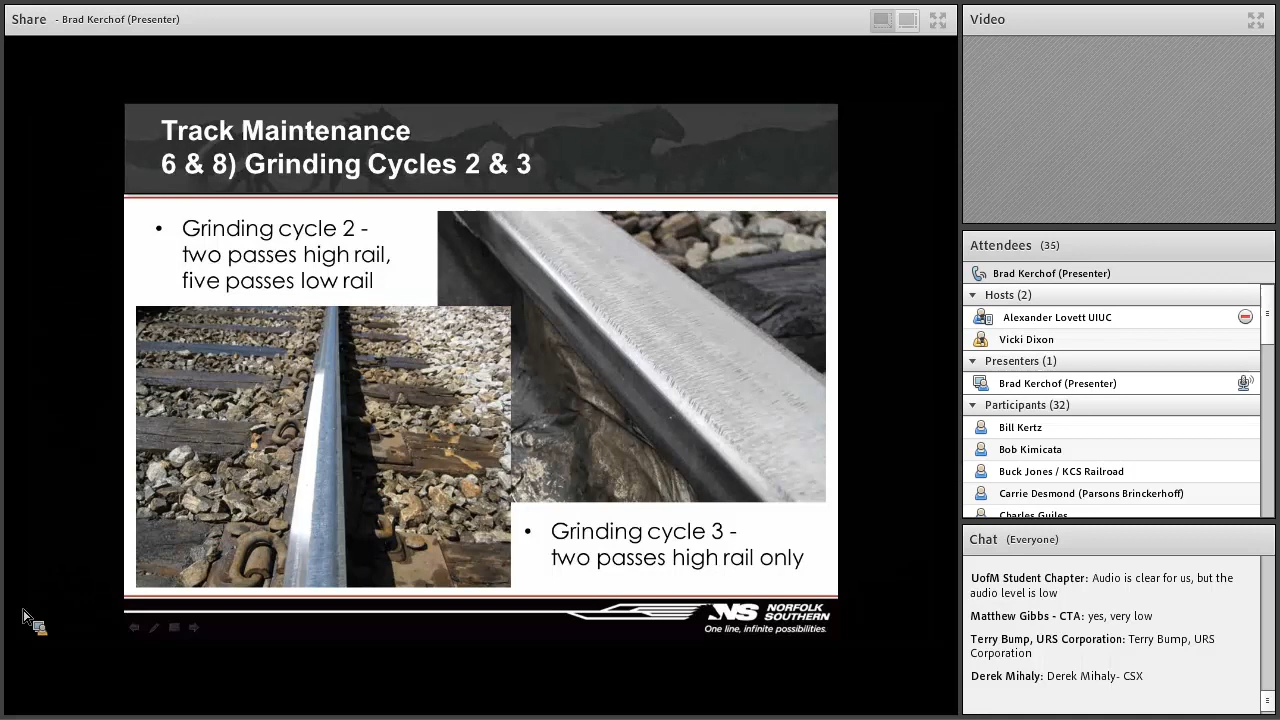 Share - Brad Kerchof (Presenter)
Track Maintenance
6 & 8) Grinding Cycles 2 & 3
• Grinding cycle 2 -
two passes high rail,
five passes low rail
• Grinding cycle 3 -
two passes high rail only
NS NORFOLK
SOUTHERN
One line, infinite possibilities.
Video
Attendees (35)
Brad Kerchof (Presenter)
Hosts (2)
Alexander Lovett UIUC
Vicki Dixon
Presenters (1)
Brad Kerchof (Presenter)
Participants (32)
Bill Kertz
Bob Kimicata
Buck Jones / KCS Railroad
Carrie Desmond (Parsons Brinckerhoff)
Charles Guiles
Chat (Everyone)
UofM Student Chapter: Audio is clear for us, but the
audio level is low
Matthew Gibbs - CTA: yes, very low
Terry Bump, URS Corporation: Terry Bump, URS
Corporation
Derek Mihaly: Derek Mihaly- CSX